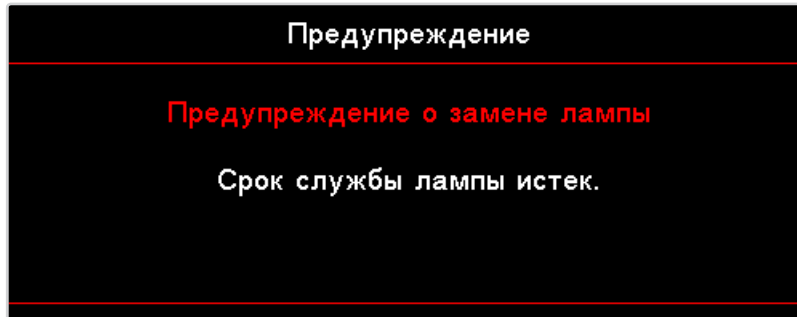 Предупреждение
Предупреждение о замене лампы
Срок службы лампы истек.